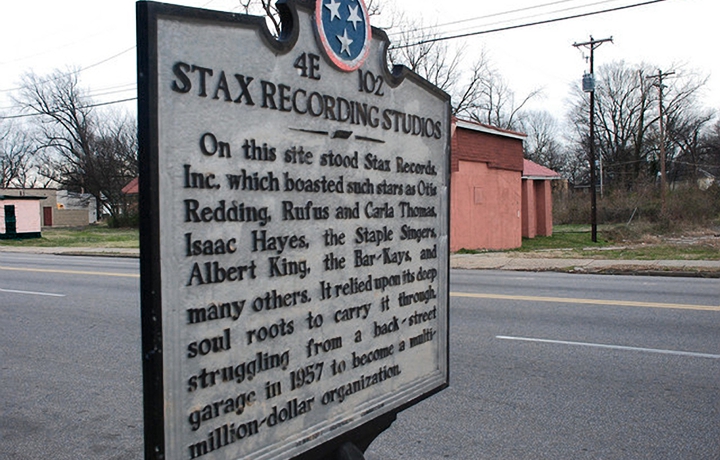 4E 102
STAX RECORDING STUDIOS
On this site stood Stax Records,
Inc. which boasted such stars as Otis
Redding, Rufus and Carla Thomas,
Isaac Hayes, the Staple Singers,
Albert King, the Bar-Kays, and
many others. It relied upon its deep
soul roots to carry it through,
struggling from a back-street
garage in 1957 to become a multi-
million-dollar organization.